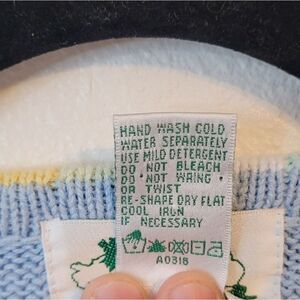 HAND WASH COLD
WATER SEPARATELY
USE MILD DETERGENT
DO NOT BLEACH
DO NOT WRING
OR TWIST
RE-SHAPE DRY FLAT
COOL IRON
IF NECESSARY
A0318